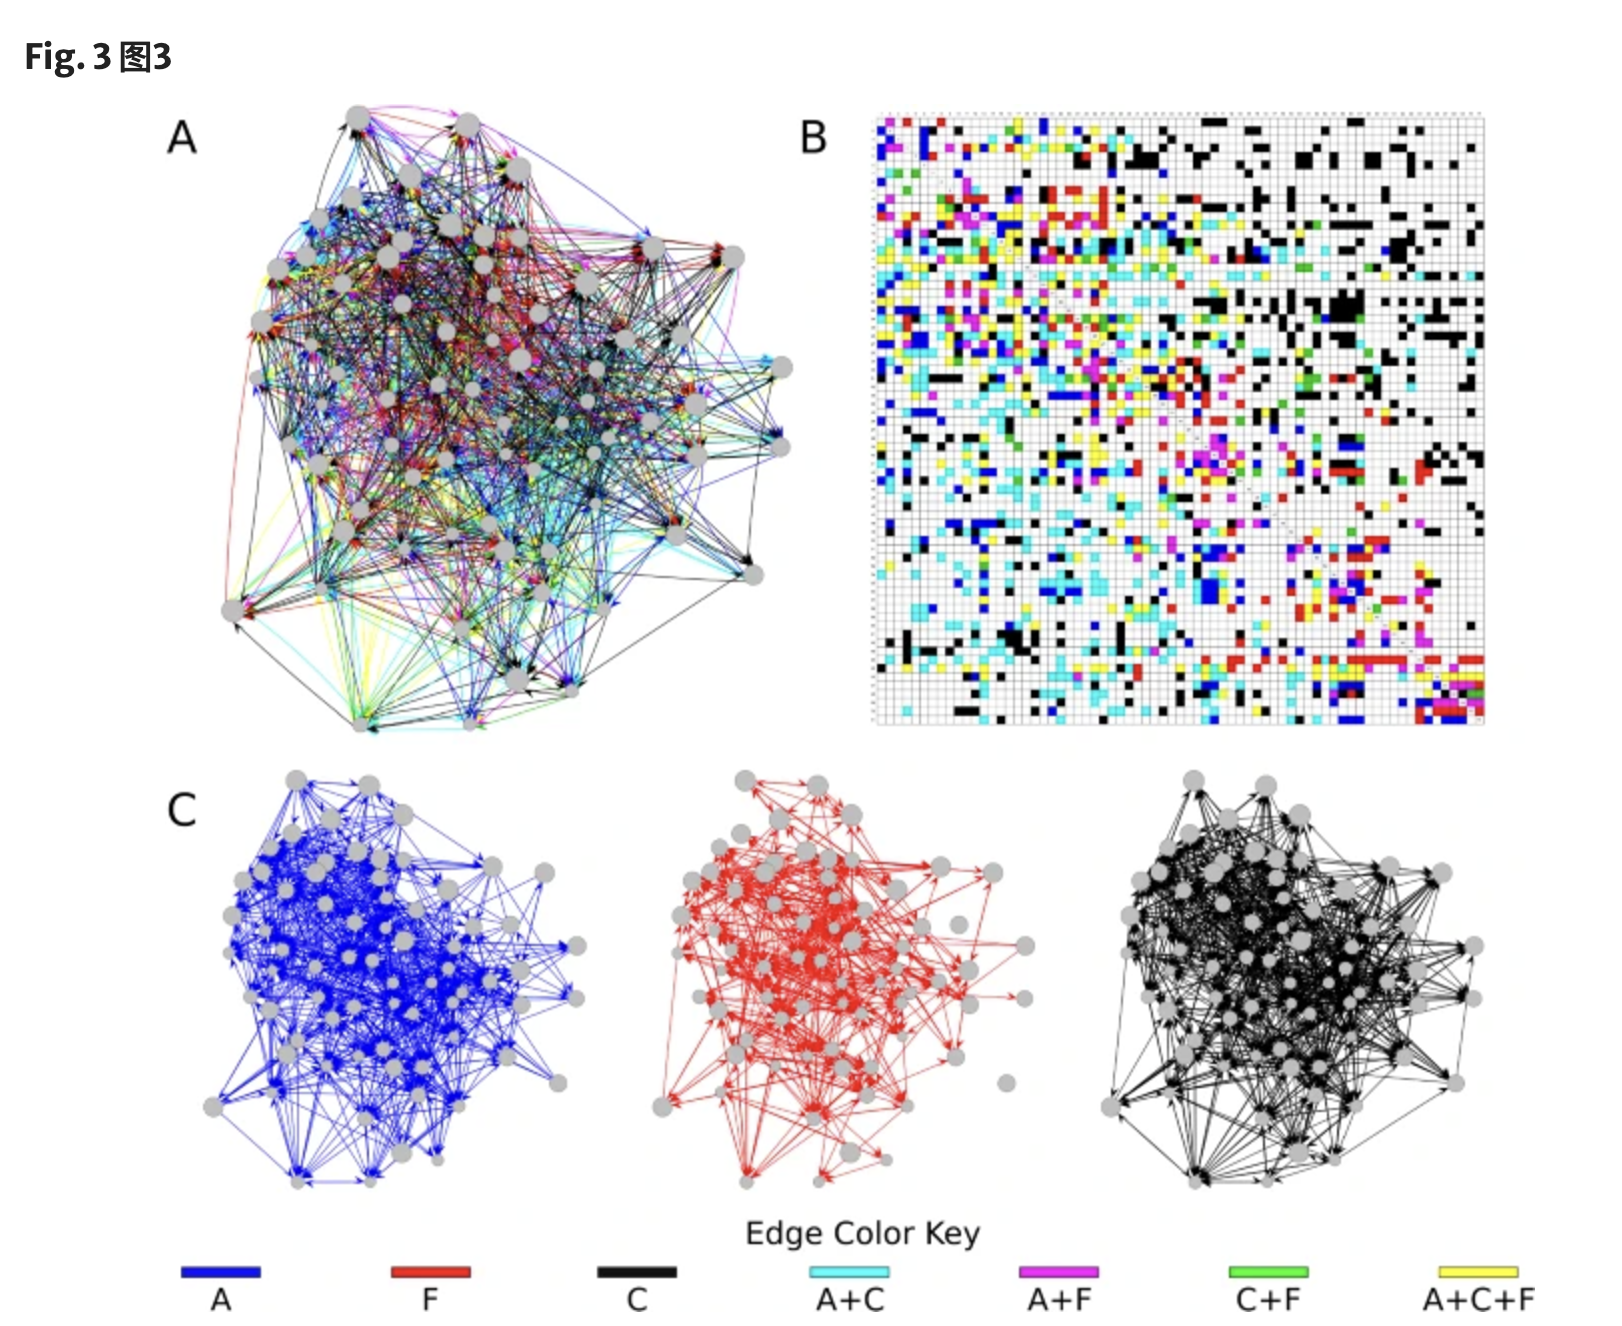 Fig. 3 图3
A
B
C
Edge Color Key
A F C A+C A+F C+F A+C+F